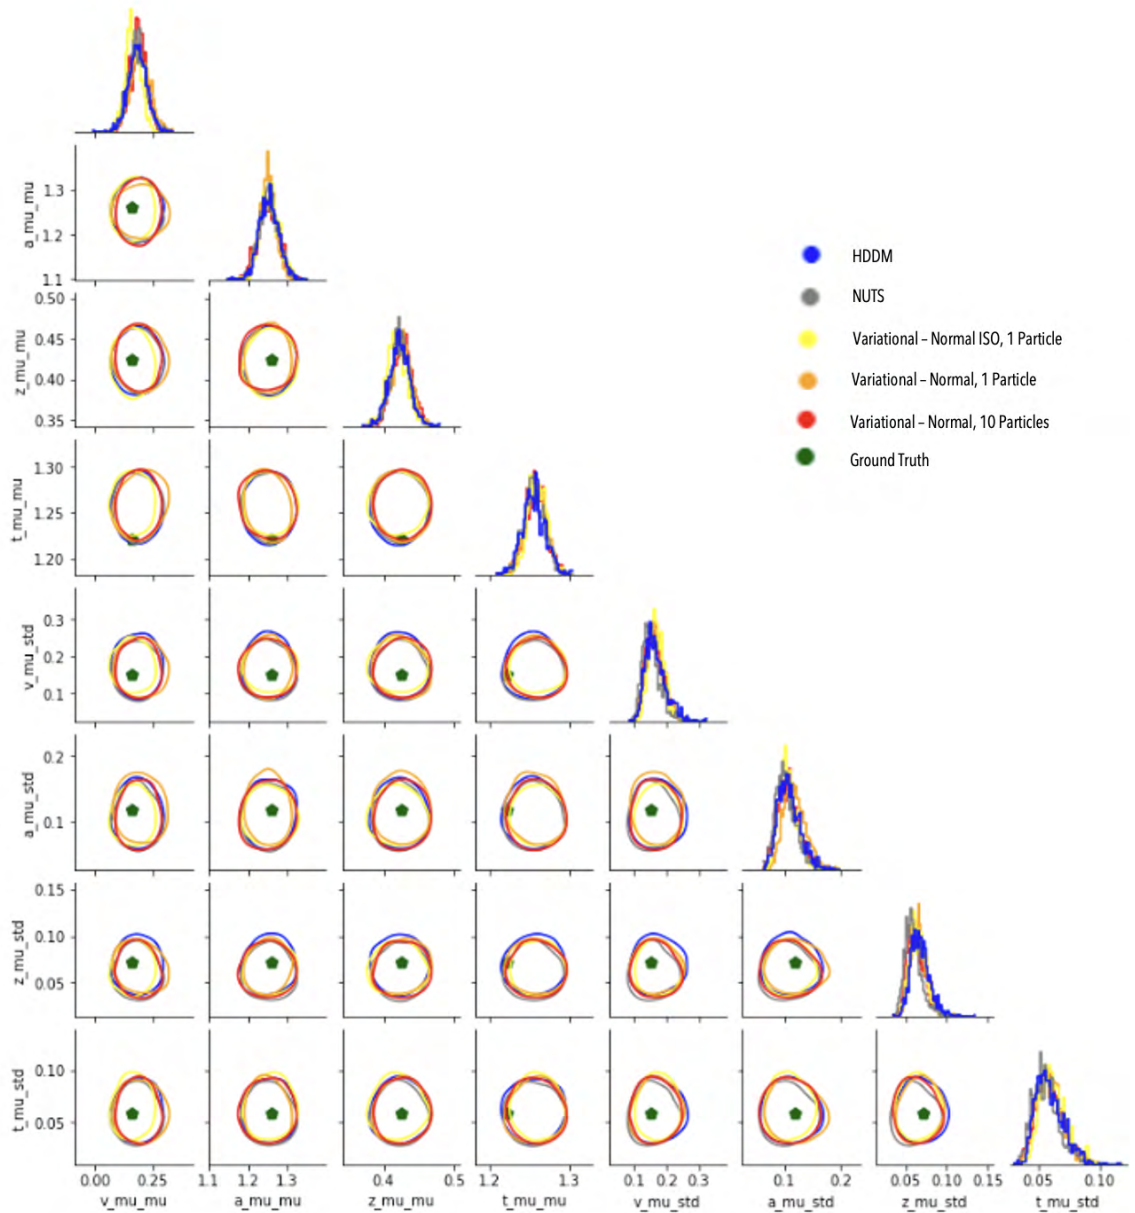 a_mu_mu
1.3
1.2
1.1
HDDM
NUTS
Variational – Normal ISO, 1 Particle
Variational – Normal, 1 Particle
Variational – Normal, 10 Particles
Ground Truth
z_mu_mu
0.50
0.45
0.40
0.35
t_mu_mu
1.30
1.25
1.20
v_mu_std
0.3
0.2
0.1
a_mu_std
0.2
0.1
z_mu_std
0.15
0.10
0.05
t_mu_std
0.10
0.05
0.00 0.25 1.1 1.2 1.3 0.4 0.5 1.2 1.3 0.1 0.2 0.3 0.1 0.2 0.05 0.10 0.15 0.05 0.10
v_mu_mu a_mu_mu z_mu_mu t_mu_mu v_mu_std a_mu_std z_mu_std t_mu_std